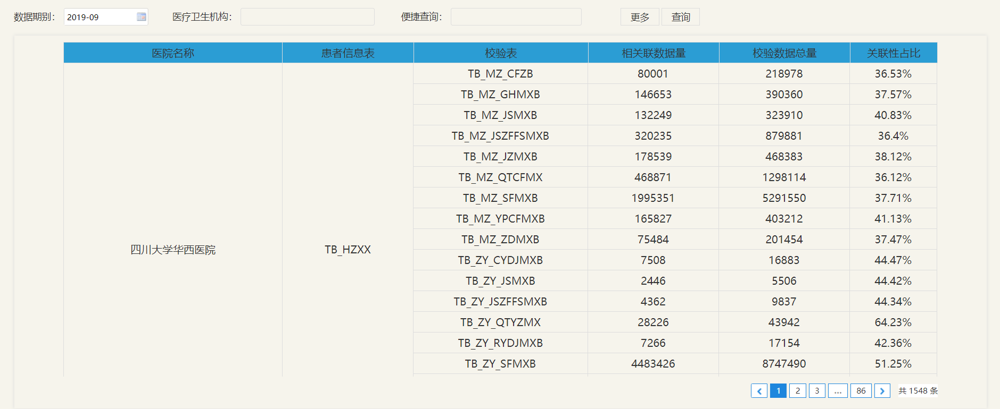 数据期别： 2019-09 医疗卫生机构： 便捷查询： 更多 查询
医院名称 患者信息表 校验表 相关联数据量 校验数据总量 关联性占比
TB_MZ_CFZB 80001 218978 36.53%
TB_MZ_GHMXB 146653 390360 37.57%
TB_MZ_JSMXB 132249 323910 40.83%
TB_MZ_JSZFFSMXB 320235 879881 36.4%
TB_MZ_JZMXB 178539 468383 38.12%
TB_MZ_QTCFMX 468871 1298114 36.12%
TB_MZ_SFMXB 1995351 5291550 37.71%
TB_MZ_YPCFMXB 165827 403212 41.13%
TB_MZ_ZDMXB 75484 201454 37.47%
四川大学华西医院 TB_HZXX
TB_ZY_CYDJMXB 7508 16883 44.47%
TB_ZY_JSMXB 2446 5506 44.42%
TB_ZY_JSZFFSMXB 4362 9837 44.34%
TB_ZY_QTYZMX 28226 43942 64.23%
TB_ZY_RYDJMXB 7266 17154 42.36%
TB_ZY_SFMXB 4483426 8747490 51.25%
1 2 3 ... 86 共 1548 条